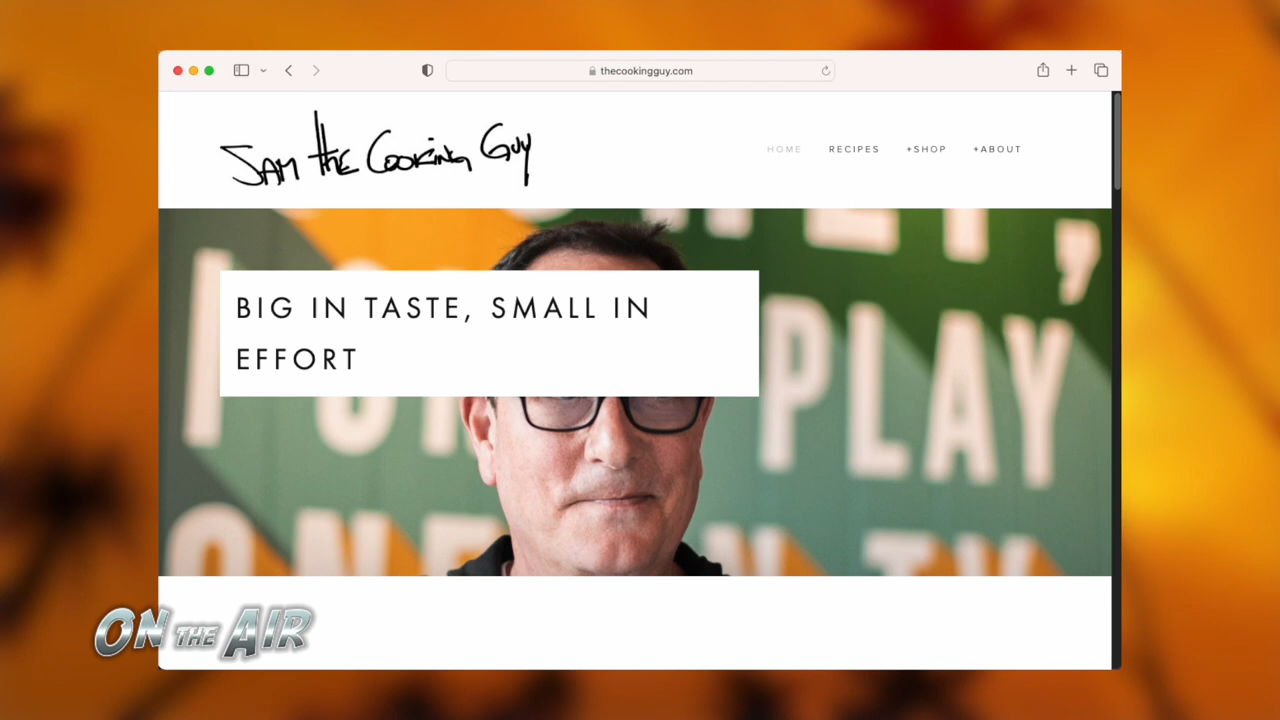 thecookingguy.com
SAM THE COOKING GUY
HOME RECIPES +SHOP +ABOUT
BIG IN TASTE, SMALL IN
EFFORT
PLAY
ON THE AIR